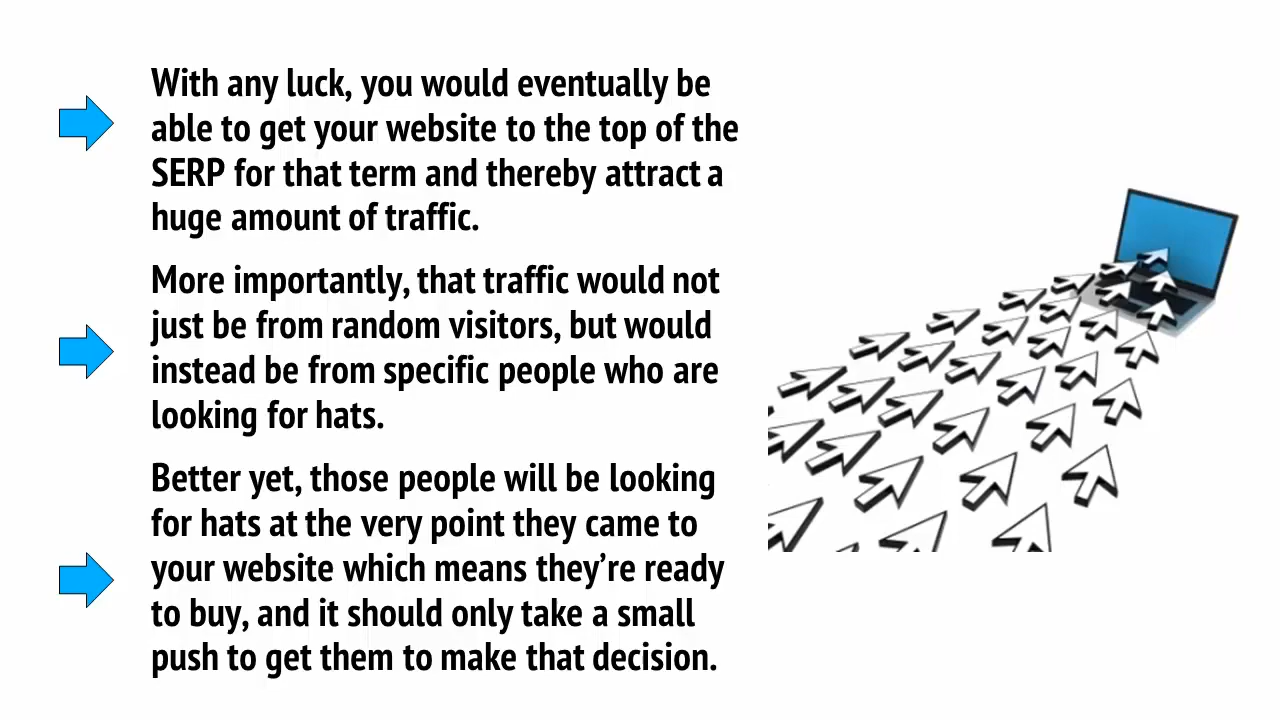 With any luck, you would eventually be
able to get your website to the top of the
SERP for that term and thereby attract a
huge amount of traffic.
More importantly, that traffic would not
just be from random visitors, but would
instead be from specific people who are
looking for hats.
Better yet, those people will be looking
for hats at the very point they came to
your website which means they’re ready
to buy, and it should only take a small
push to get them to make that decision.